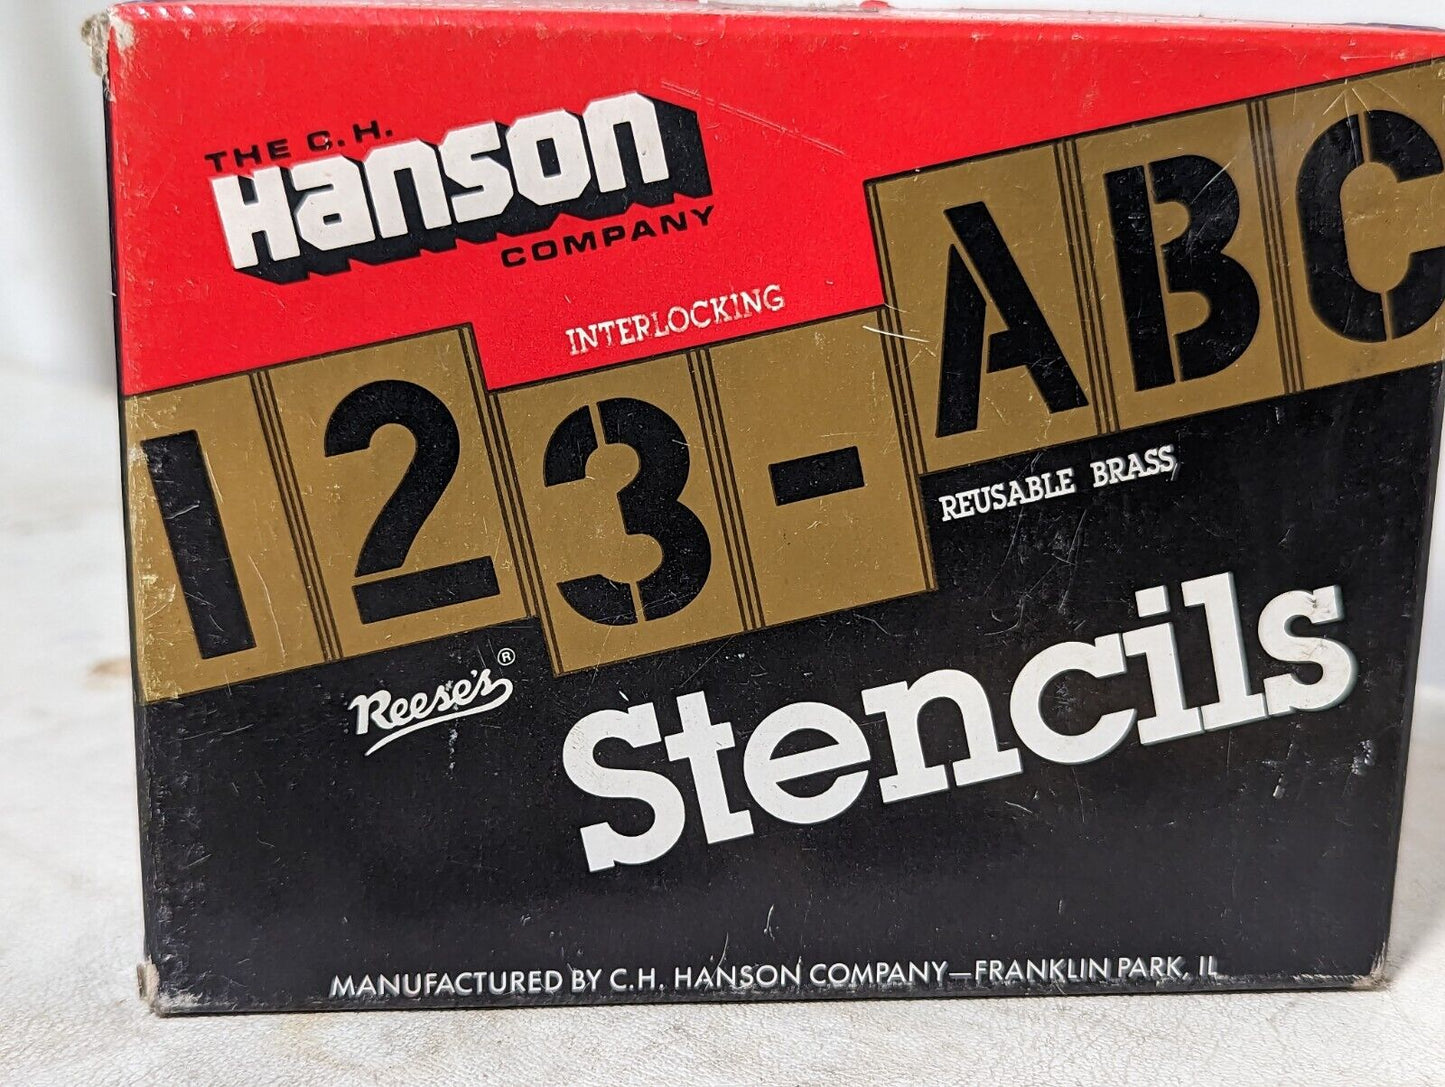 THE C.H.
Hanson
COMPANY
INTERLOCKING
123-ABC
REUSABLE BRASS
Reese's®
Stencils
MANUFACTURED BY C.H. HANSON COMPANY—FRANKLIN PARK, IL